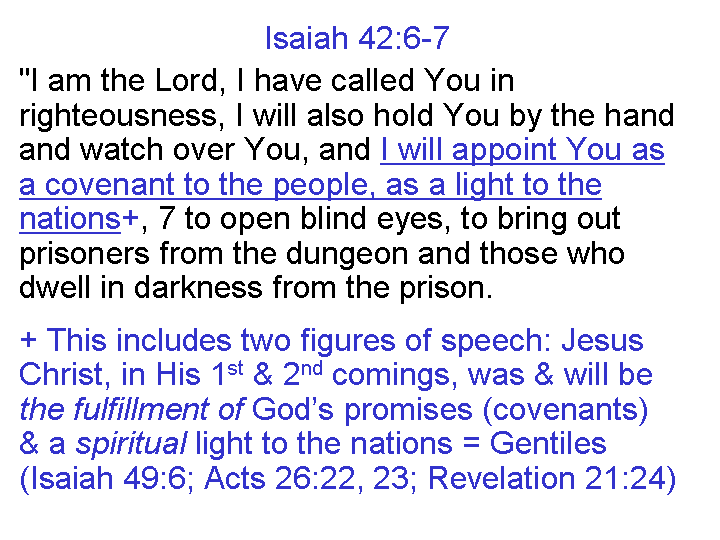 Isaiah 42:6-7
"I am the Lord, I have called You in
righteousness, I will also hold You by the hand
and watch over You, and I will appoint You as
a covenant to the people, as a light to the
nations+, 7 to open blind eyes, to bring out
prisoners from the dungeon and those who
dwell in darkness from the prison.
+ This includes two figures of speech: Jesus
Christ, in His 1st & 2nd comings, was & will be
the fulfillment of God’s promises (covenants)
& a spiritual light to the nations = Gentiles
(Isaiah 49:6; Acts 26:22, 23; Revelation 21:24)